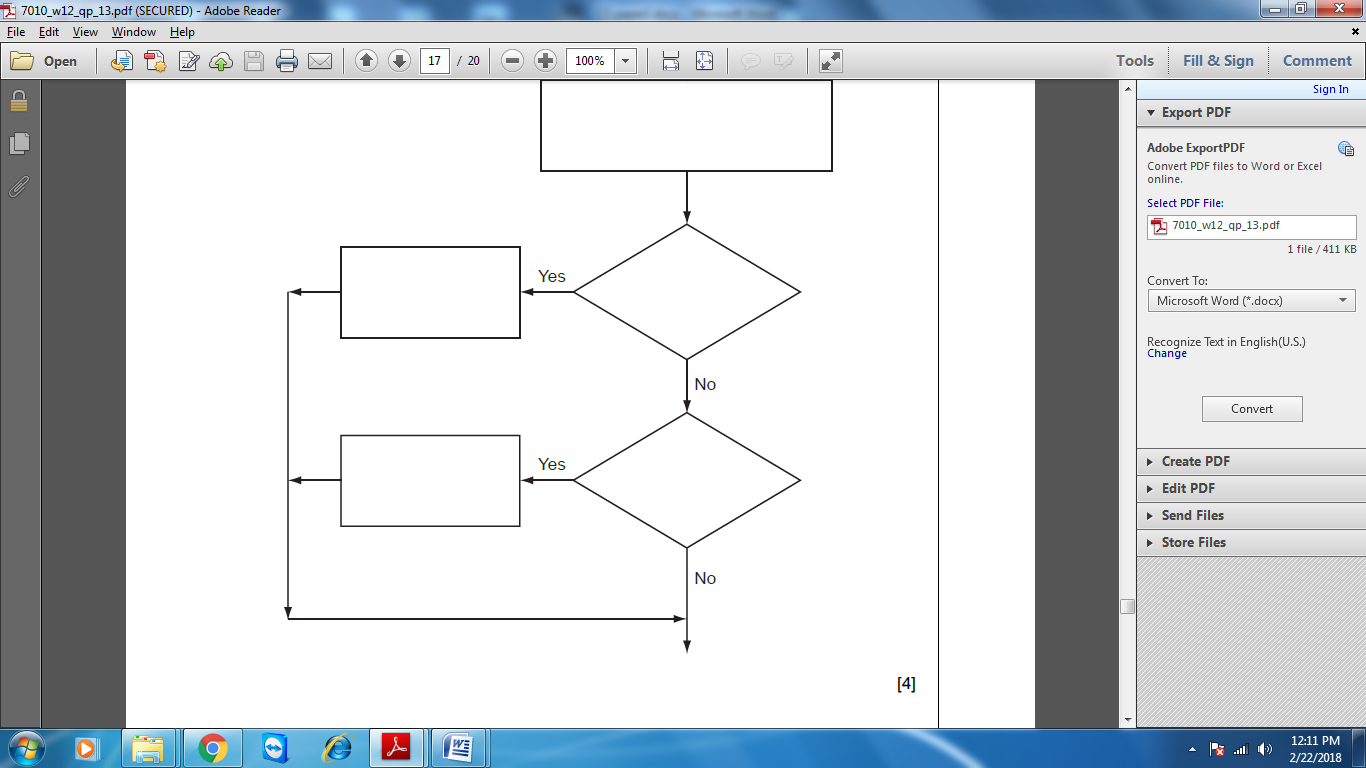 7010_w12_qp_13.pdf (SECURED) - Adobe Reader
File Edit View Window Help
Open 17 / 20 100% Tools Fill & Sign Comment
Sign In
Export PDF
Adobe ExportPDF
Convert PDF files to Word or Excel
online.
Select PDF File:
7010_w12_qp_13.pdf
1 file / 411 KB
Convert To:
Microsoft Word (*.docx)
Recognize Text in English(U.S.)
Change
Convert
Create PDF
Edit PDF
Send Files
Store Files
Yes
No
Yes
No
[4]
12:11 PM
2/22/2018